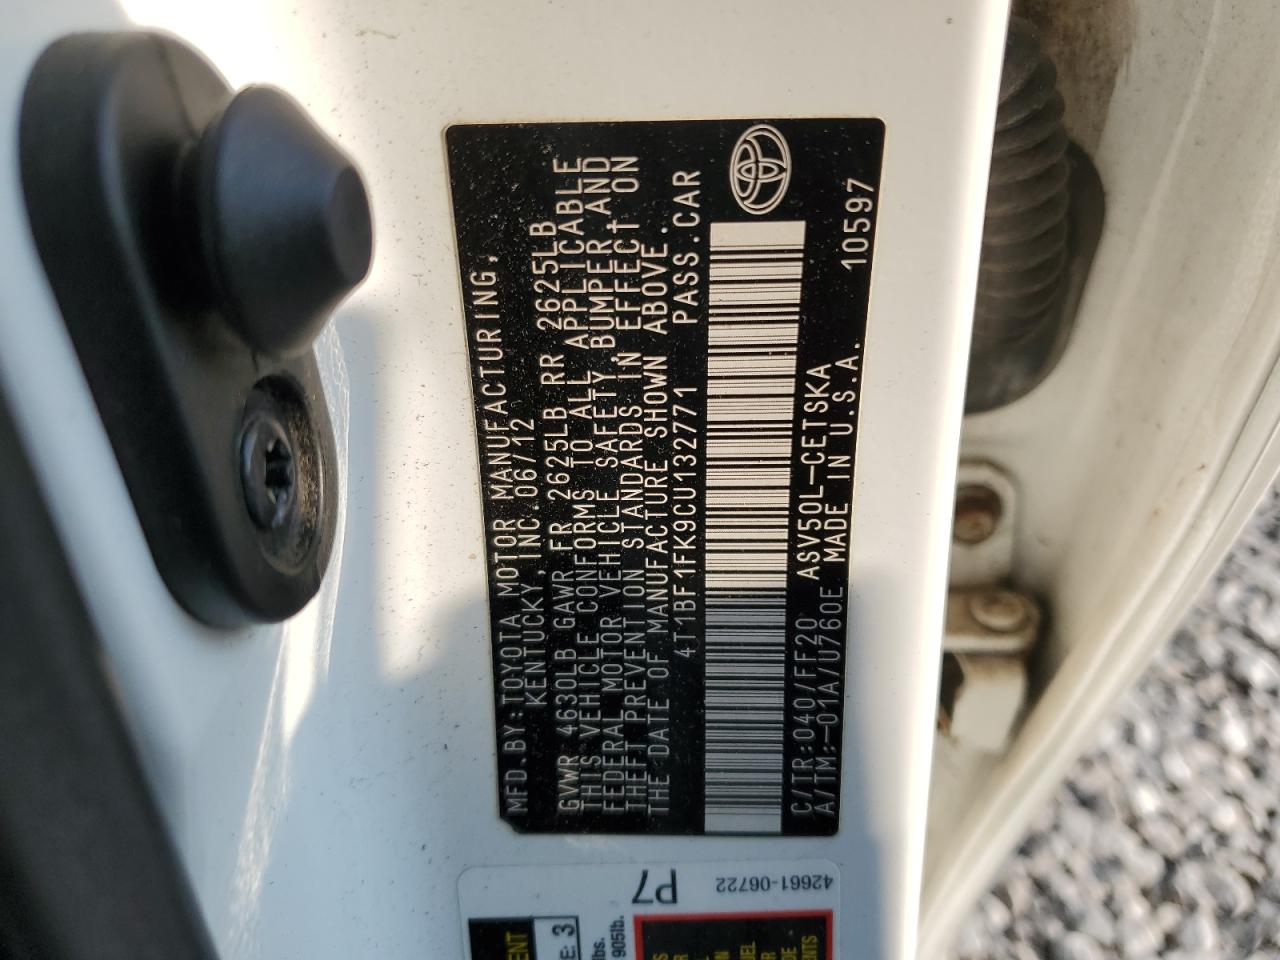 MFD.BY:TOYOTA MOTOR MANUFACTURING,
KENTUCKY,INC.06/12
GVWR 4630LB GAWR FR 2625LB RR 2625LB
THIS VEHICLE CONFORMS TO ALL APPLICABLE
FEDERAL MOTOR VEHICLE SAFETY,BUMPER,AND
THEFT PREVENTION STANDARDS IN EFFECT ON
THE DATE OF MANUFACTURE SHOWN ABOVE.
4T1BF1FK9CU132771 PASS.CAR
C/TR:040/FF20 ASV50L-CETSKA
A/TM:-01A/U760E MADE IN U.S.A. 10597
P7
42661-06722
E: 3
905lb.